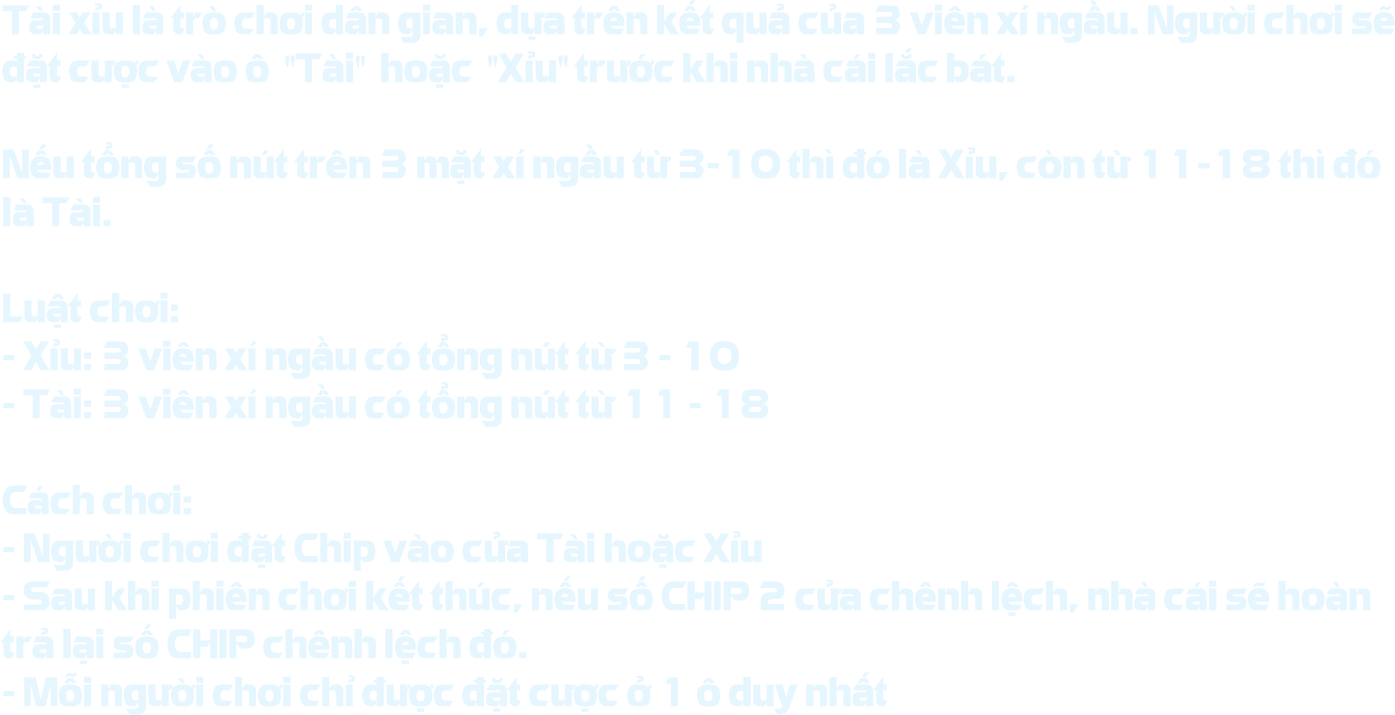 Tài xỉu là trò chơi dân gian, dựa trên kết quả của 3 viên xí ngầu. Người chơi sẽ
đặt cược vào ô "Tài" hoặc "Xỉu" trước khi nhà cái lắc bát.
Nếu tổng số nút trên 3 mặt xí ngầu từ 3-10 thì đó là Xỉu, còn từ 11-18 thì đó
là Tài.
Luật chơi:
- Xỉu: 3 viên xí ngầu có tổng nút từ 3 - 10
- Tài: 3 viên xí ngầu có tổng nút từ 11 - 18
Cách chơi:
- Người chơi đặt Chip vào cửa Tài hoặc Xỉu
- Sau khi phiên chơi kết thúc, nếu số CHIP 2 cửa chênh lệch, nhà cái sẽ hoàn
trả lại số CHIP chênh lệch đó.
- Mỗi người chơi chỉ được đặt cược ở 1 ô duy nhất